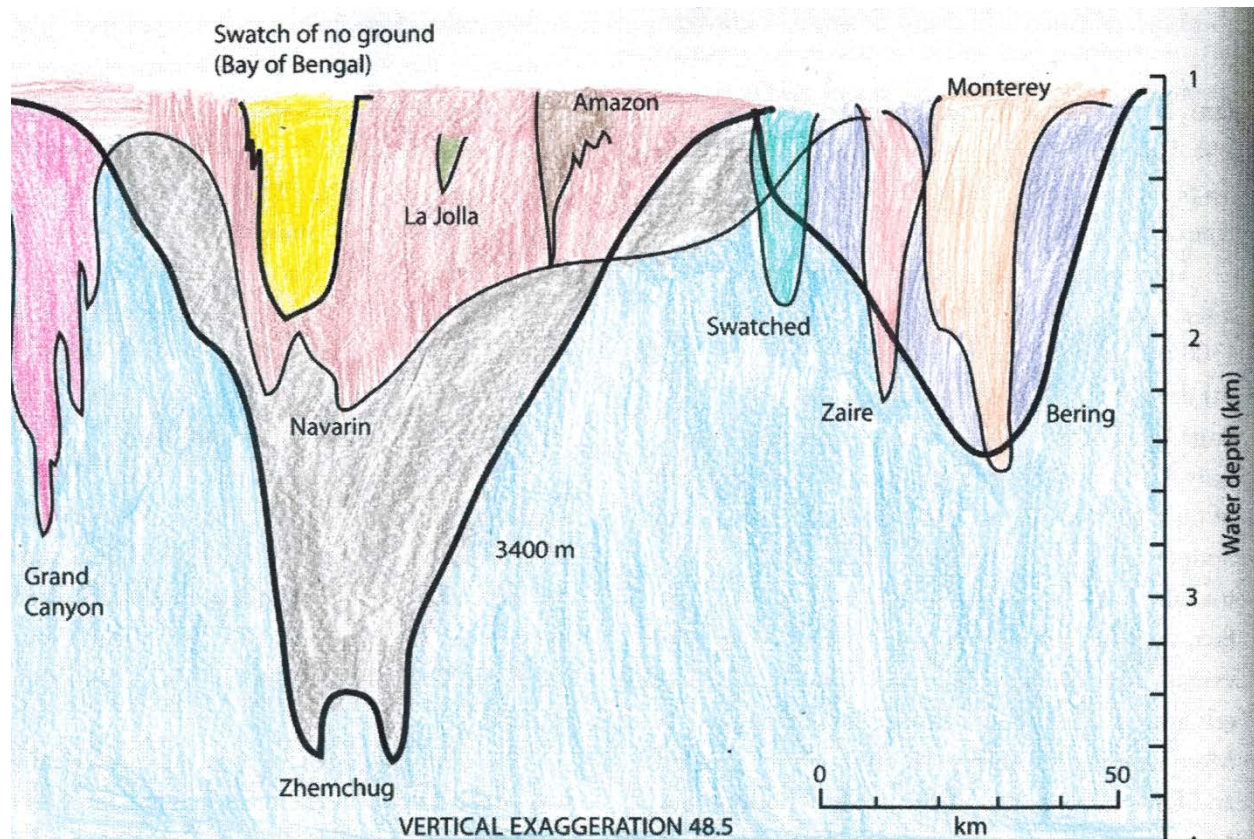 Swatch of no ground
(Bay of Bengal)
Amazon
Monterey
1
La Jolla
Swatched
2
Navarin
Zaire
Bering
Water depth (km)
3400 m
Grand
Canyon
3
Zhemchug
0
50
VERTICAL EXAGGERATION 48.5
km